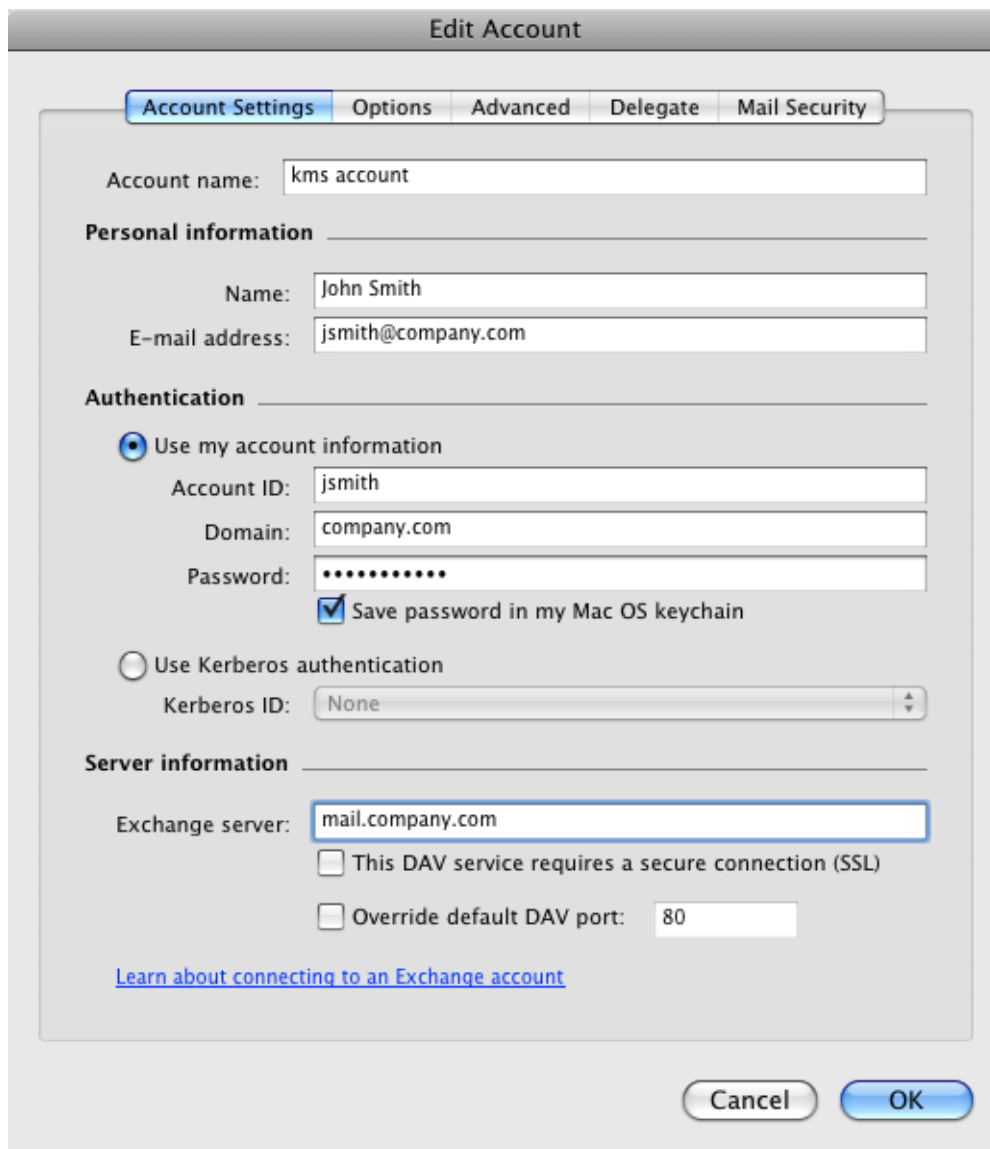 Edit Account
Account Settings Options Advanced Delegate Mail Security
Account name: kms account
Personal information
Name: John Smith
E-mail address: jsmith@company.com
Authentication
Use my account information
Account ID: jsmith
Domain: company.com
Password: •••••••••••
Save password in my Mac OS keychain
Use Kerberos authentication
Kerberos ID: None
Server information
Exchange server: mail.company.com
This DAV service requires a secure connection (SSL)
Override default DAV port: 80
Learn about connecting to an Exchange account
Cancel OK